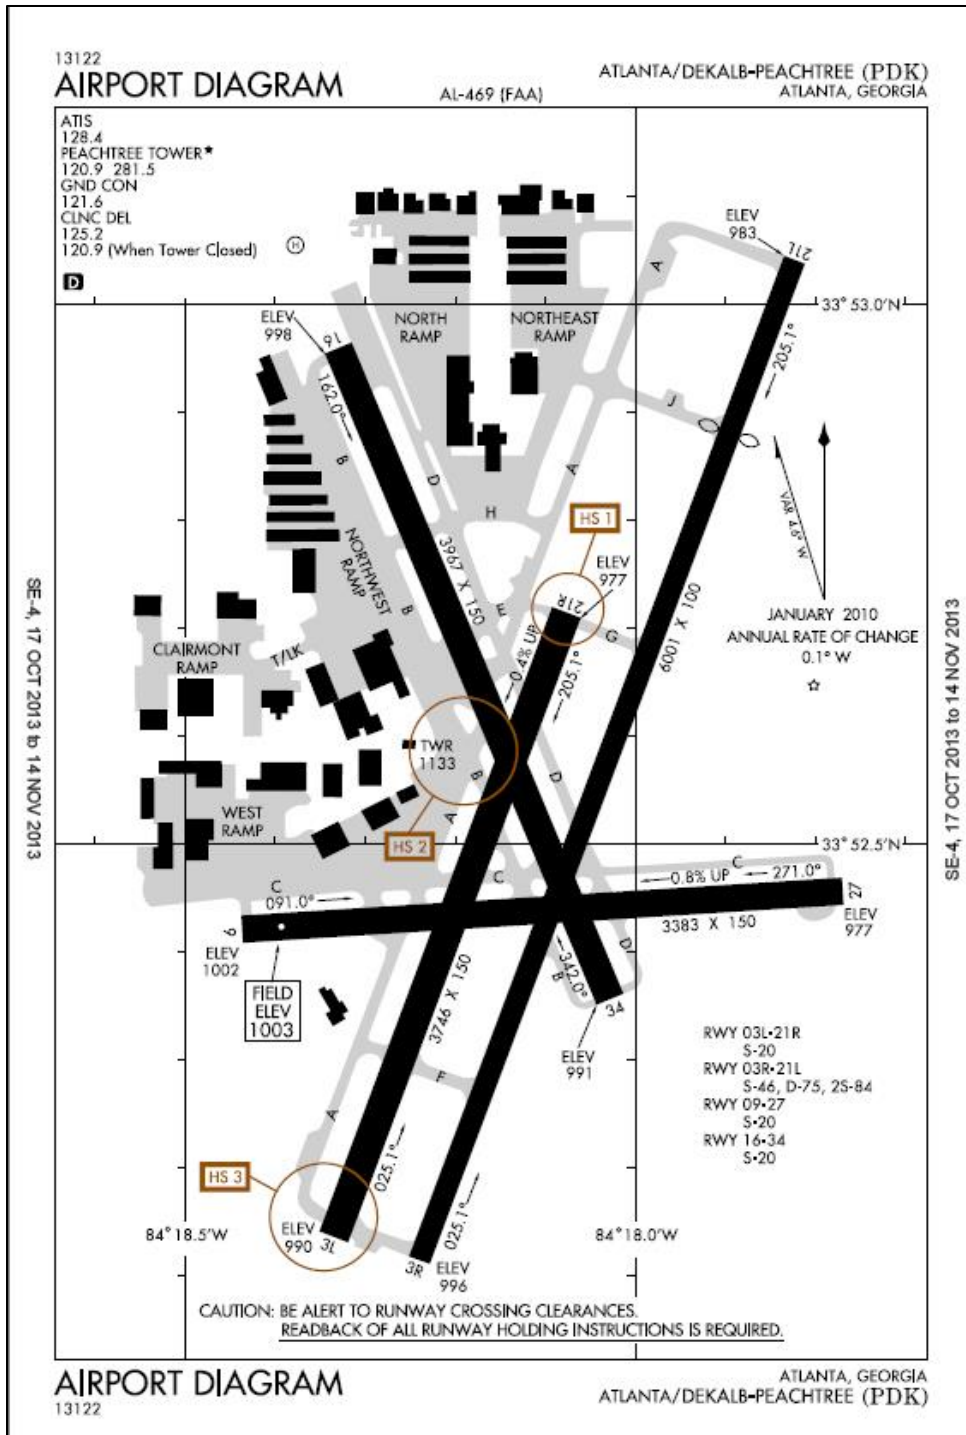 13122
AIRPORT DIAGRAM
AL-469 (FAA)
ATLANTA/DEKALB-PEACHTREE (PDK)
ATLANTA, GEORGIA
ATIS
128.4
PEACHTREE TOWER★
120.9 281.5
GND CON
121.6
CLNC DEL
125.2
120.9 (When Tower Closed)
H
D
ELEV
983
21L
A
33° 53.0'N
ELEV
998
NORTH
RAMP
NORTHEAST
RAMP
205.1°
16
162.0°
J
B
D
A
H
VAR 4.6° W
HS 1
NORTHWEST
RAMP
3967 X 150
ELEV
977
B
E
21R
G
6001 X 100
JANUARY 2010
ANNUAL RATE OF CHANGE
0.1° W
CLAIRMONT
RAMP
T/LK
0.4% UP
205.1°
TWR
1133
B
D
A
WEST
RAMP
HS 2
33° 52.5'N
C
091.0°
C
C
0.8% UP
271.0°
27
9
ELEV
1002
3383 X 150
ELEV
977
FIELD
ELEV
1003
3746 X 150
342.0°
B
D
34
ELEV
991
RWY 03L-21R
S-20
RWY 03R-21L
S-46, D-75, 2S-84
RWY 09-27
S-20
RWY 16-34
S-20
F
A
025.1°
HS 3
025.1°
84° 18.5'W
ELEV
990
3L
84° 18.0'W
3R
ELEV
996
CAUTION: BE ALERT TO RUNWAY CROSSING CLEARANCES.
READBACK OF ALL RUNWAY HOLDING INSTRUCTIONS IS REQUIRED.
SE-4, 17 OCT 2013 to 14 NOV 2013
SE-4, 17 OCT 2013 to 14 NOV 2013
AIRPORT DIAGRAM
13122
ATLANTA, GEORGIA
ATLANTA/DEKALB-PEACHTREE (PDK)